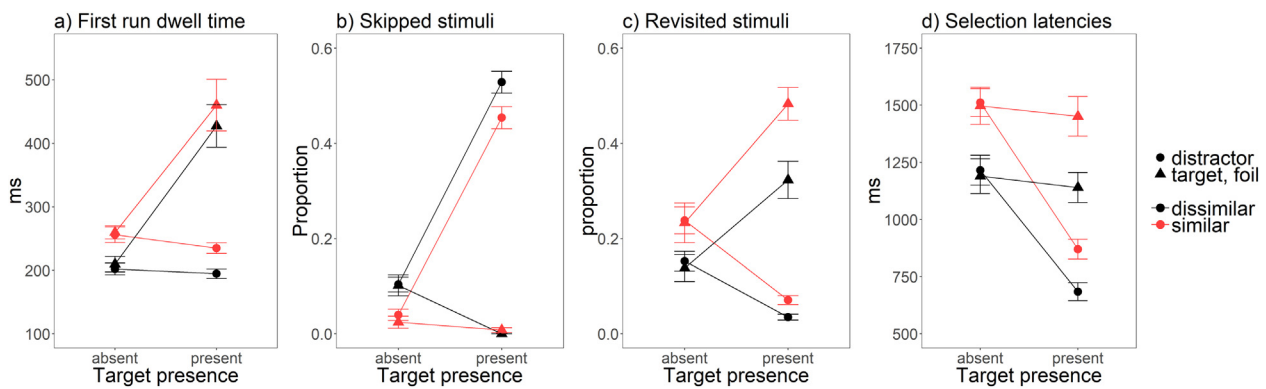 a) First run dwell time
ms
500
400
300
200
100
absent present
Target presence
b) Skipped stimuli
Proportion
0.6
0.4
0.2
0.0
absent present
Target presence
c) Revisited stimuli
proportion
0.6
0.4
0.2
0.0
absent present
Target presence
d) Selection latencies
ms
1750
1500
1250
1000
750
500
absent present
Target presence
distractor
target, foil
dissimilar
similar